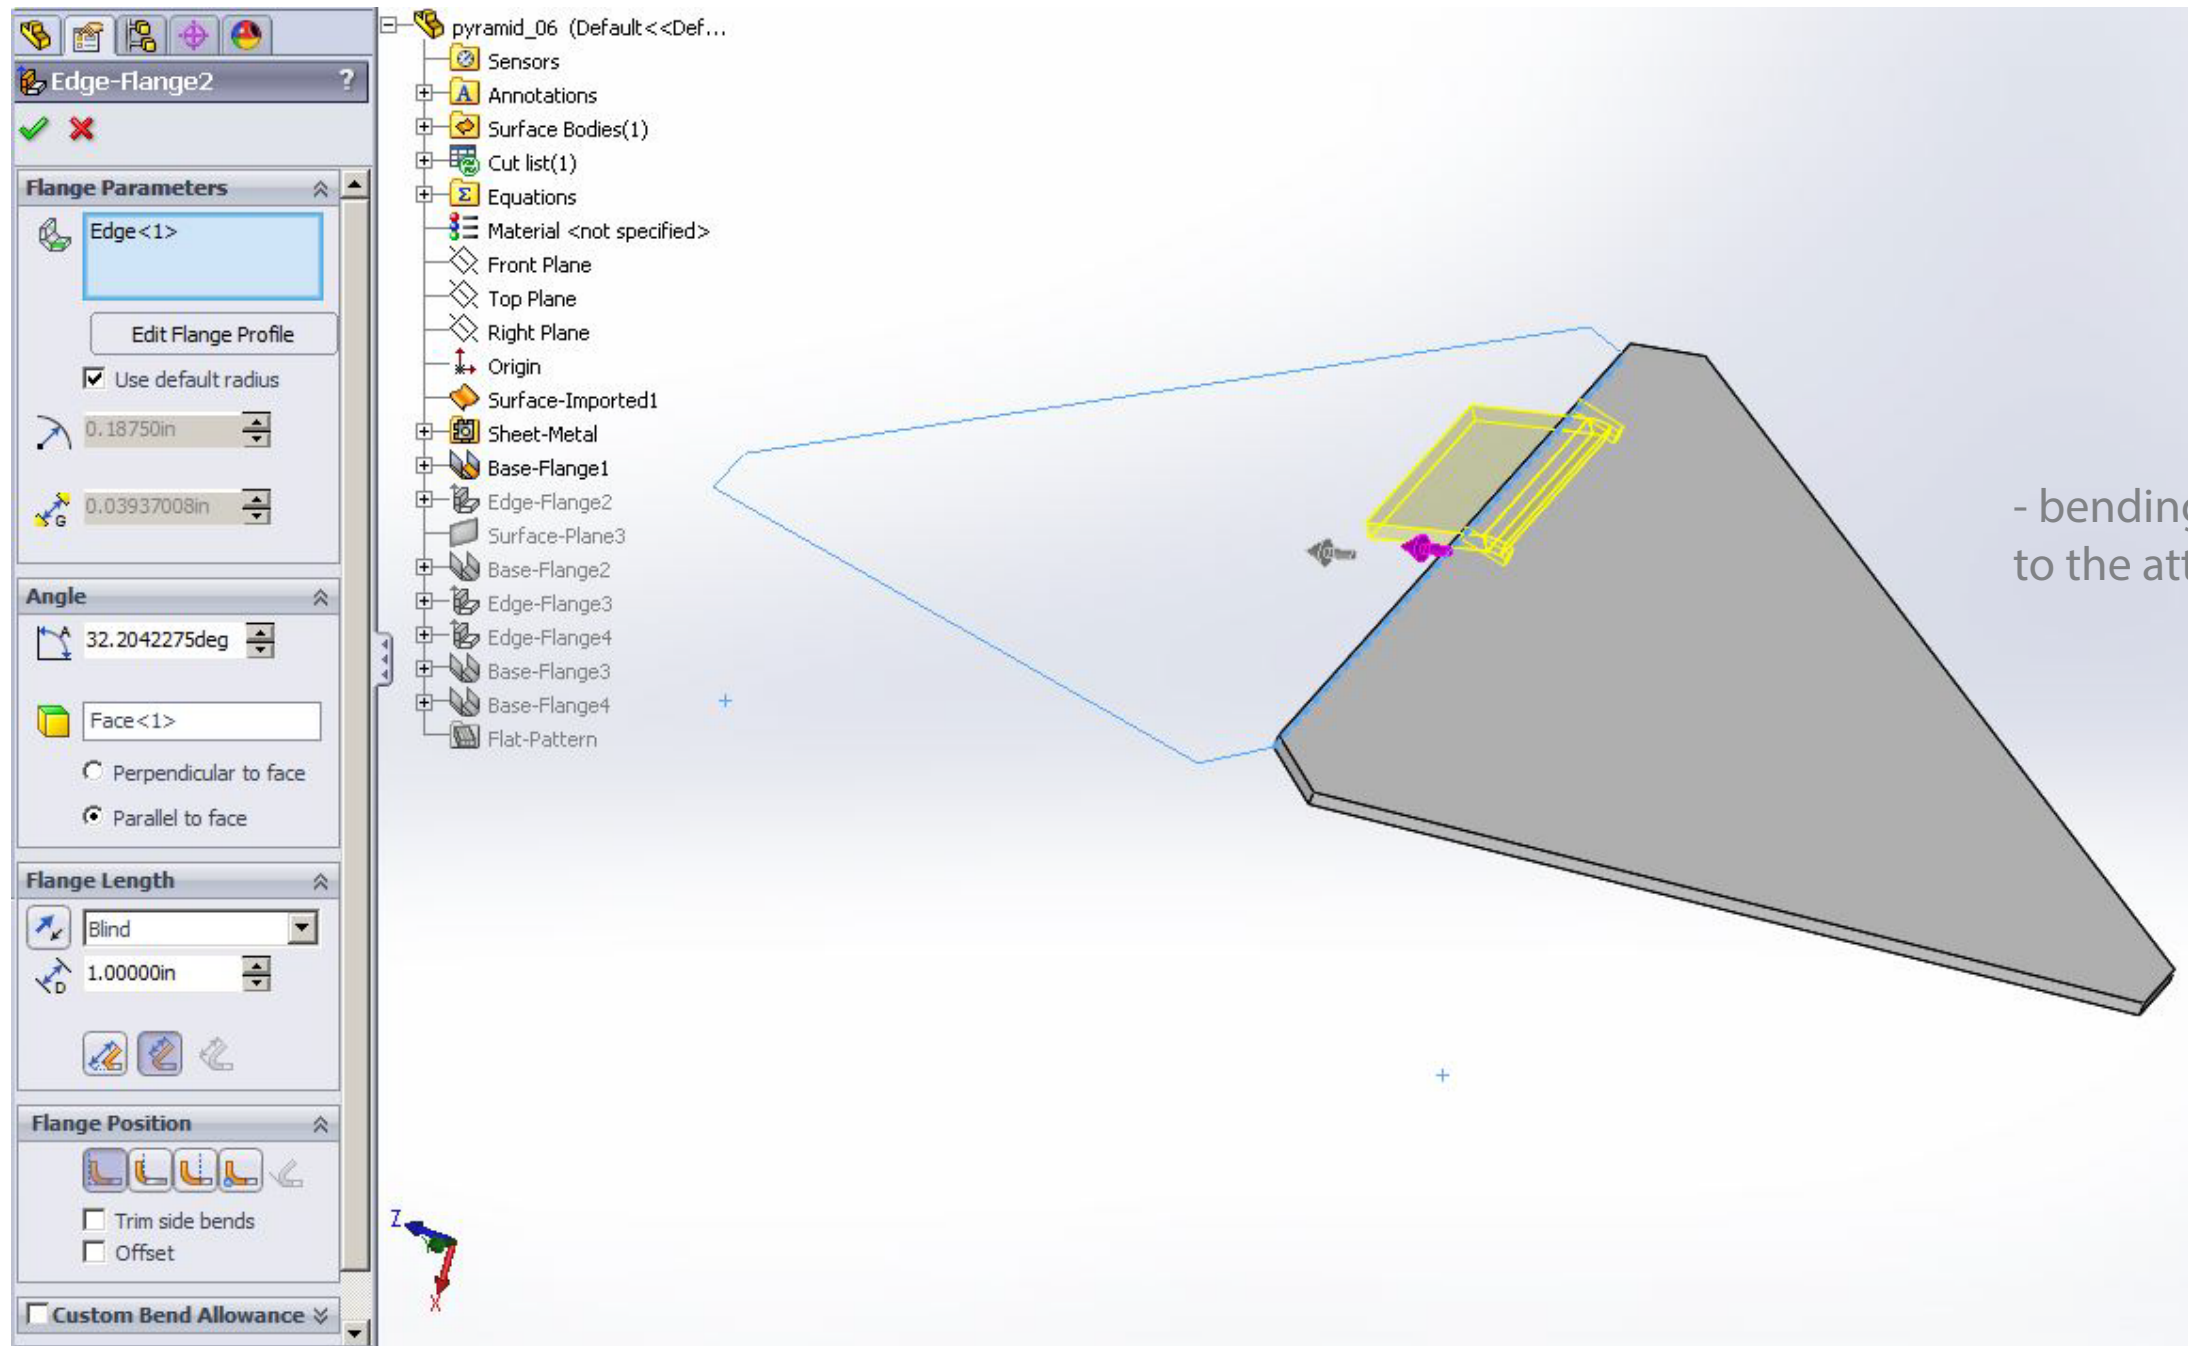 Edge-Flange2 ?
Flange Parameters
Edge<1>
Edit Flange Profile
Use default radius
0.18750in
G
0.03937008in
Angle
A
32.2042275deg
Face<1>
Perpendicular to face
Parallel to face
Flange Length
Blind
D
1.00000in
Flange Position
Trim side bends
Offset
Custom Bend Allowance
pyramid_06 (Default<<Def...
Sensors
A Annotations
Surface Bodies(1)
Cut list(1)
Σ Equations
Material <not specified>
Front Plane
Top Plane
Right Plane
Origin
Surface-Imported1
Sheet-Metal
Base-Flange1
Edge-Flange2
Surface-Plane3
Base-Flange2
Edge-Flange3
Edge-Flange4
Base-Flange3
Base-Flange4
Flat-Pattern
Z
X
- bending
to the att